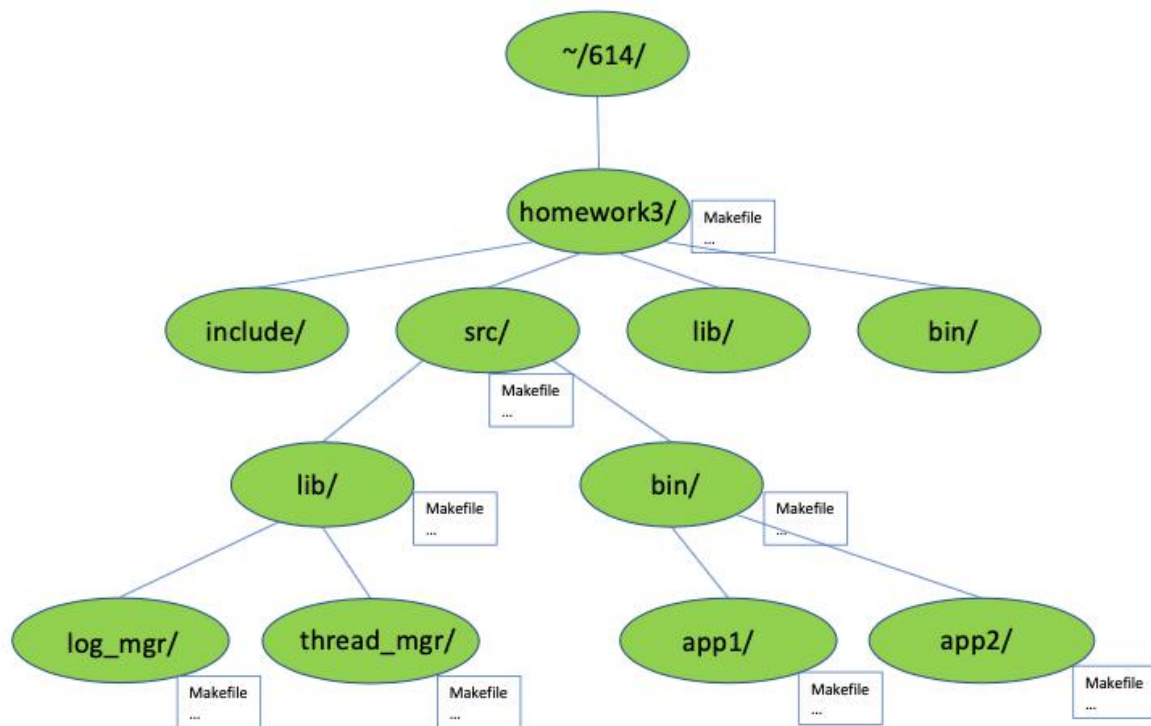 ~/614/
homework3/
Makefile
...
include/
src/
lib/
bin/
Makefile
...
lib/
Makefile
...
bin/
Makefile
...
log_mgr/
Makefile
...
thread_mgr/
Makefile
...
app1/
Makefile
...
app2/
Makefile
...